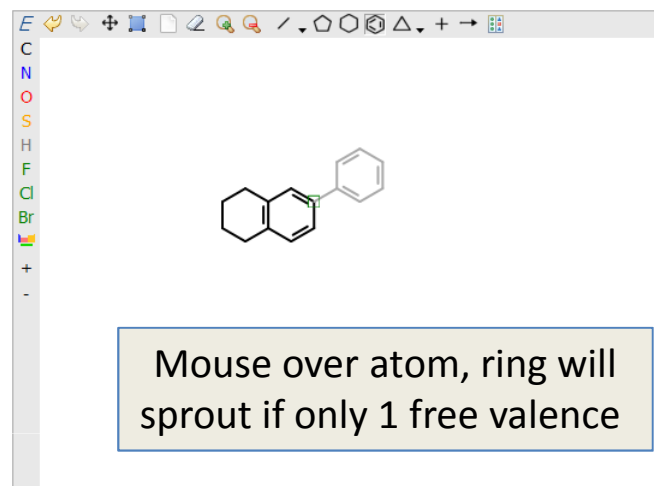 E
+
C
N
O
S
H
F
Cl
Br
+
-
Mouse over atom, ring will
sprout if only 1 free valence